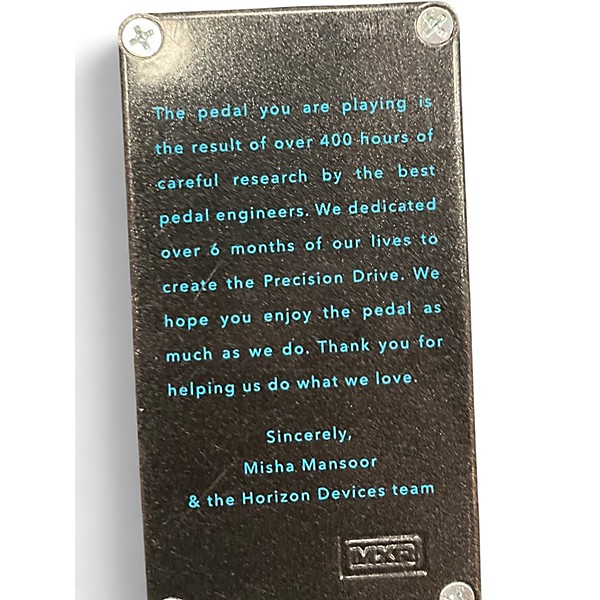 The pedal you are playing is
the result of over 400 hours of
careful research by the best
pedal engineers. We dedicated
over 6 months of our lives to
create the Precision Drive. We
hope you enjoy the pedal as
much as we do. Thank you for
helping us do what we love.
Sincerely,
Misha Mansoor
& the Horizon Devices team
MXR